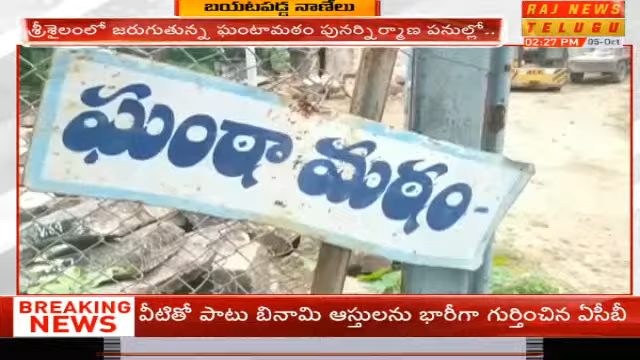 బయటపడ్డ నాణేలు
శ్రీశైలంలో జరుగుతున్న ఘంటామఠం పునర్నిర్మాణ పనుల్లో..
RAJ NEWS
TELUGU
02:27 PM 05-Oct
ఘంఠా మఠం -
BREAKING
NEWS
వీటితో పాటు బినామి ఆస్తులను భారీగా గుర్తించిన ఏసీబీ